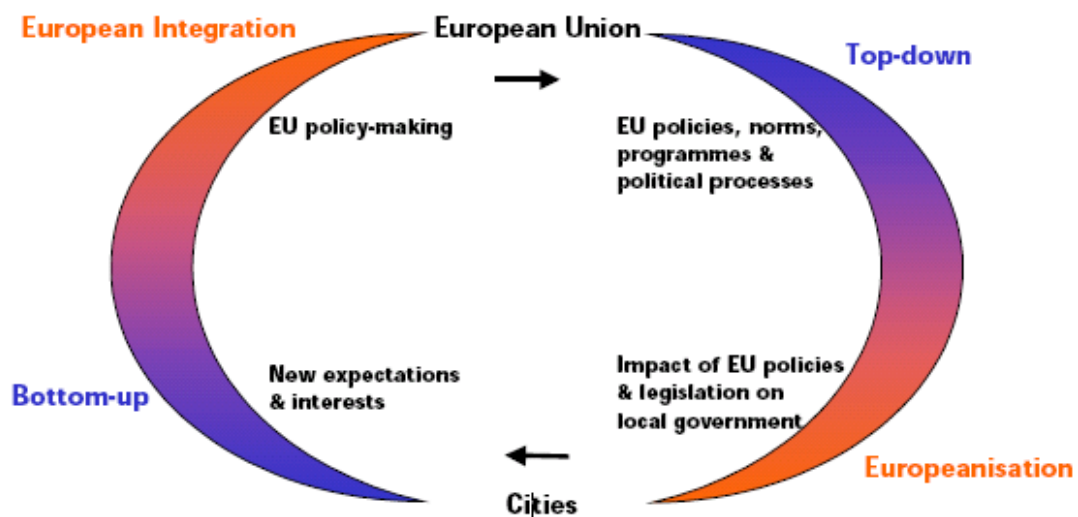 European Integration
European Union
Top-down
EU policy-making
EU policies, norms,
programmes &
political processes
Bottom-up
New expectations
& interests
Impact of EU policies
& legislation on
local government
Europeanisation
Cities